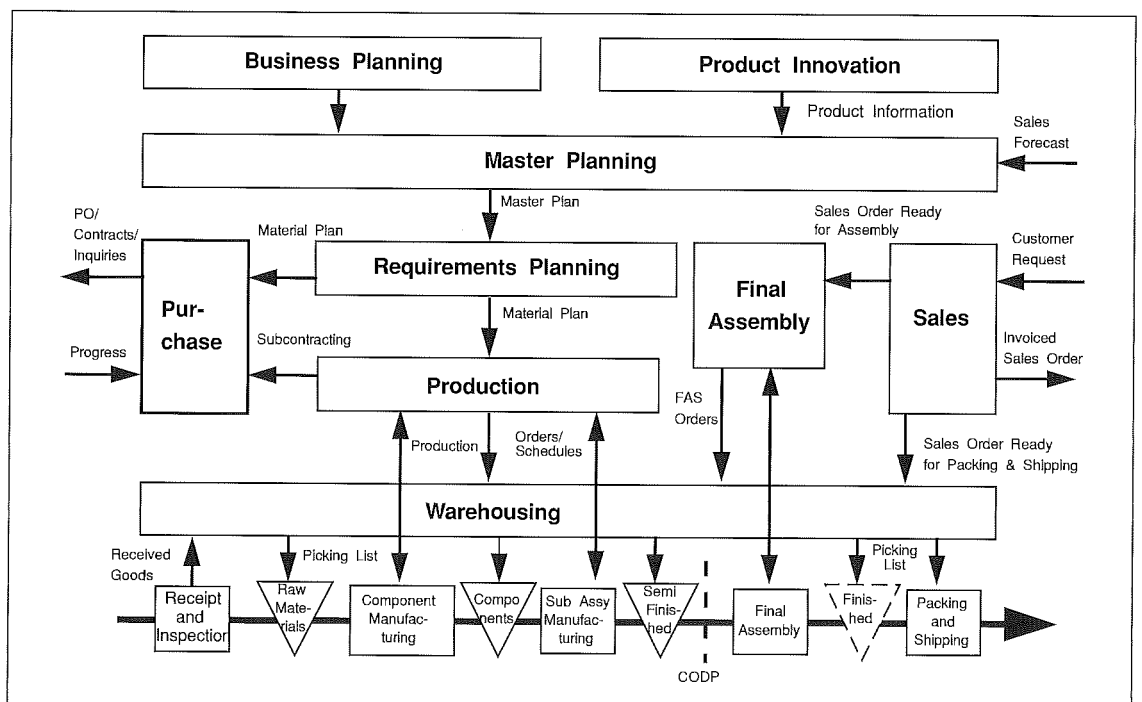 Business Planning
Product Innovation
Product Information
Sales
Forecast
Master Planning
Master Plan
PO/
Contracts/
Inquiries
Material Plan
Sales Order Ready
for Assembly
Customer
Request
Requirements Planning
Final
Assembly
Sales
Pur-
chase
Material Plan
Progress
Subcontracting
Invoiced
Sales Order
Production
FAS
Orders
Production
Orders/
Schedules
Sales Order Ready
for Packing & Shipping
Warehousing
Received
Goods
Picking List
Picking
List
Receipt
and
Inspection
Raw
Mate-
rials
Component
Manufac-
turing
Compo
nents
Sub Assy
Manufac-
turing
Semi
Finis-
hed
Final
Assembly
Finis-
hed
Packing
and
Shipping
CODP